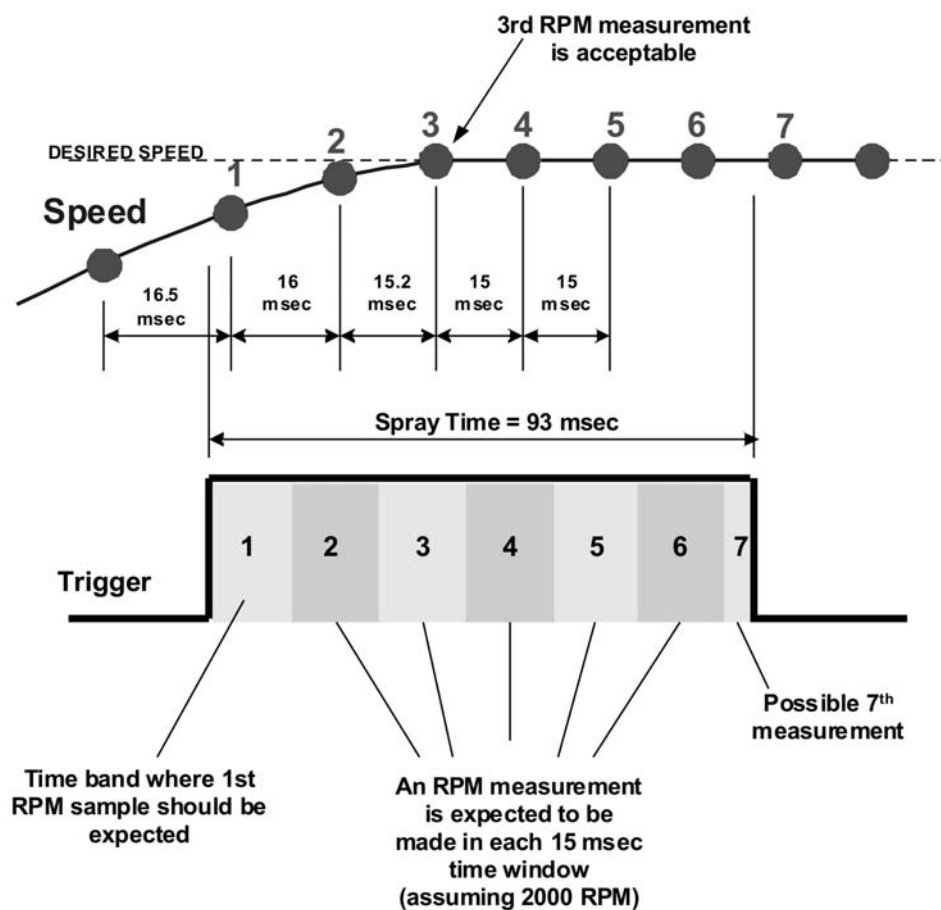 3rd RPM measurement
is acceptable
DESIRED SPEED
1
2
3
4
5
6
7
Speed
16.5
msec
16
msec
15.2
msec
15
msec
15
msec
Spray Time = 93 msec
1
2
3
4
5
6
7
Trigger
Possible 7th
measurement
Time band where 1st
RPM sample should be
expected
An RPM measurement
is expected to be
made in each 15 msec
time window
(assuming 2000 RPM)